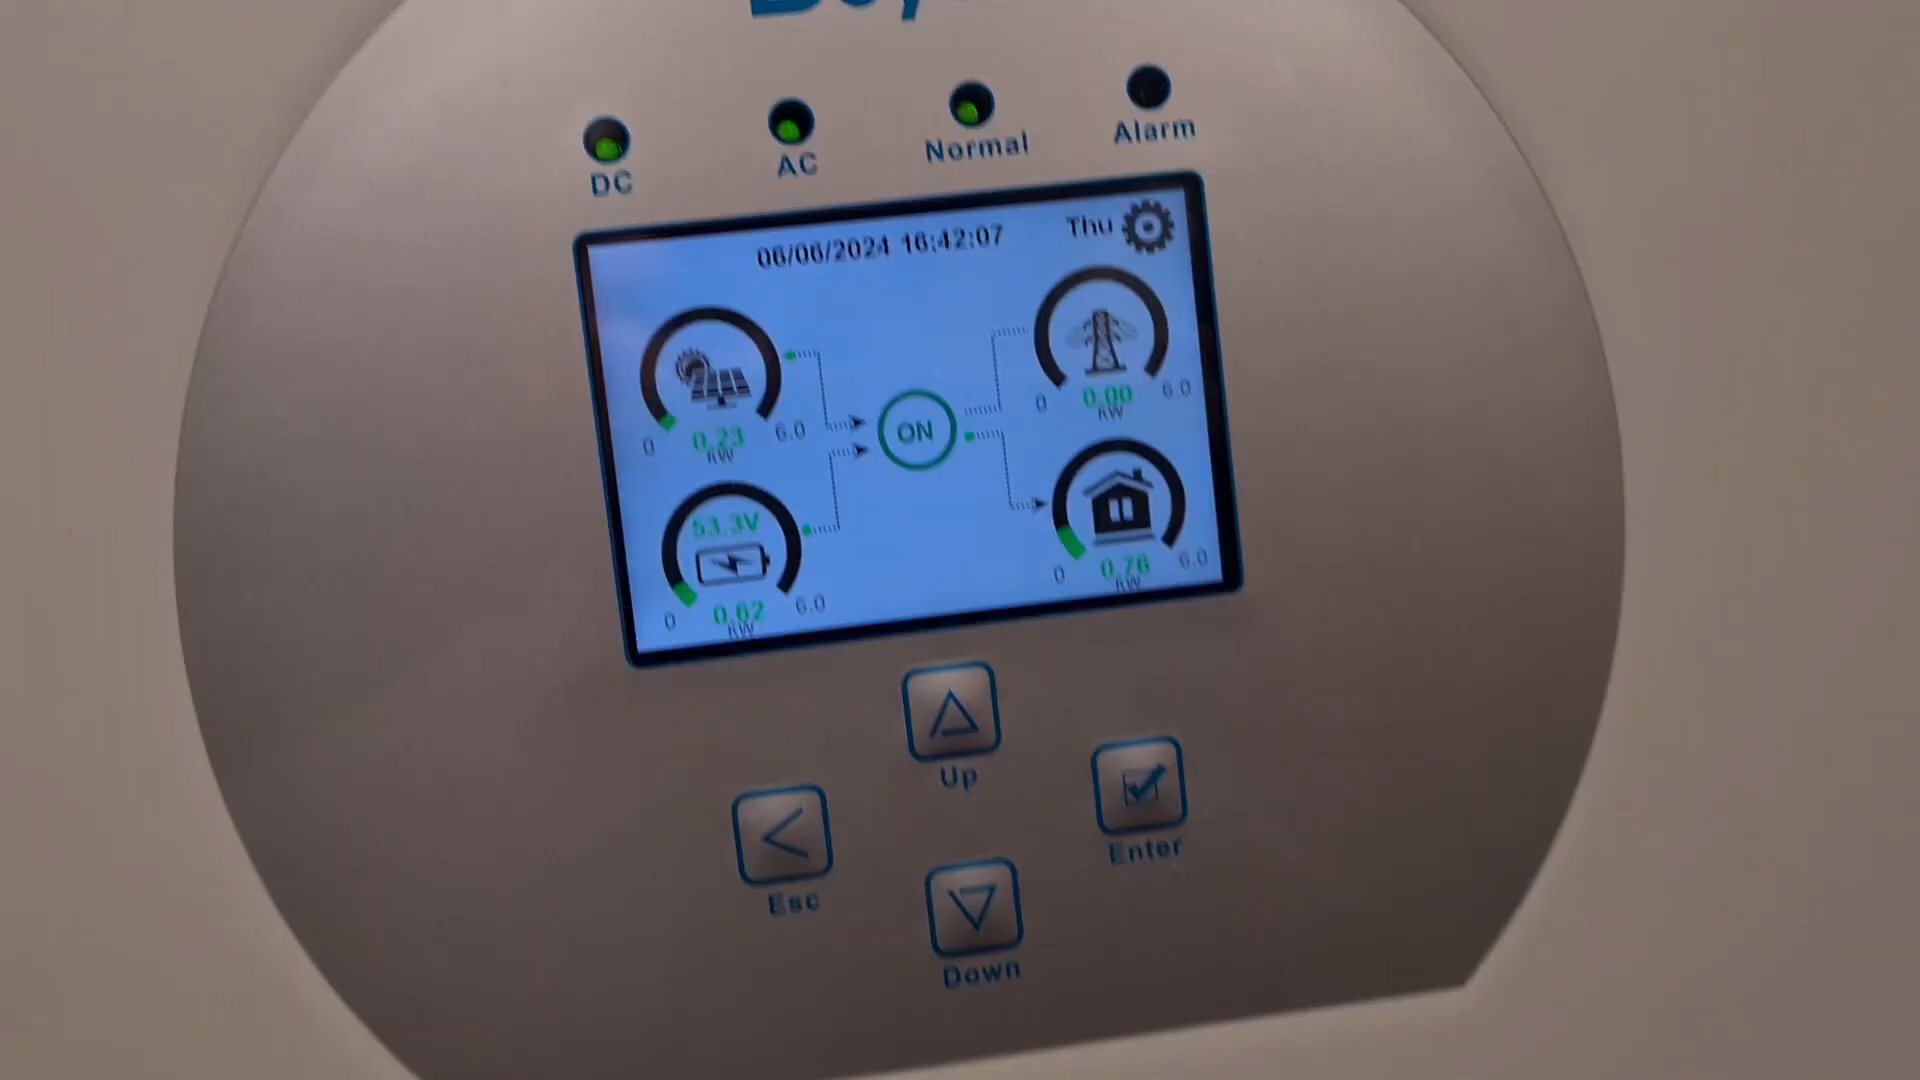 DC
AC
Normal
Alarm
06/06/2024 16:42:07
Thu
0
0.23
kW
6.0
ON
0
0.00
kW
6.0
53.3V
0
0.62
kW
6.0
0
0.76
kW
6.0
Up
Esc
Enter
Down